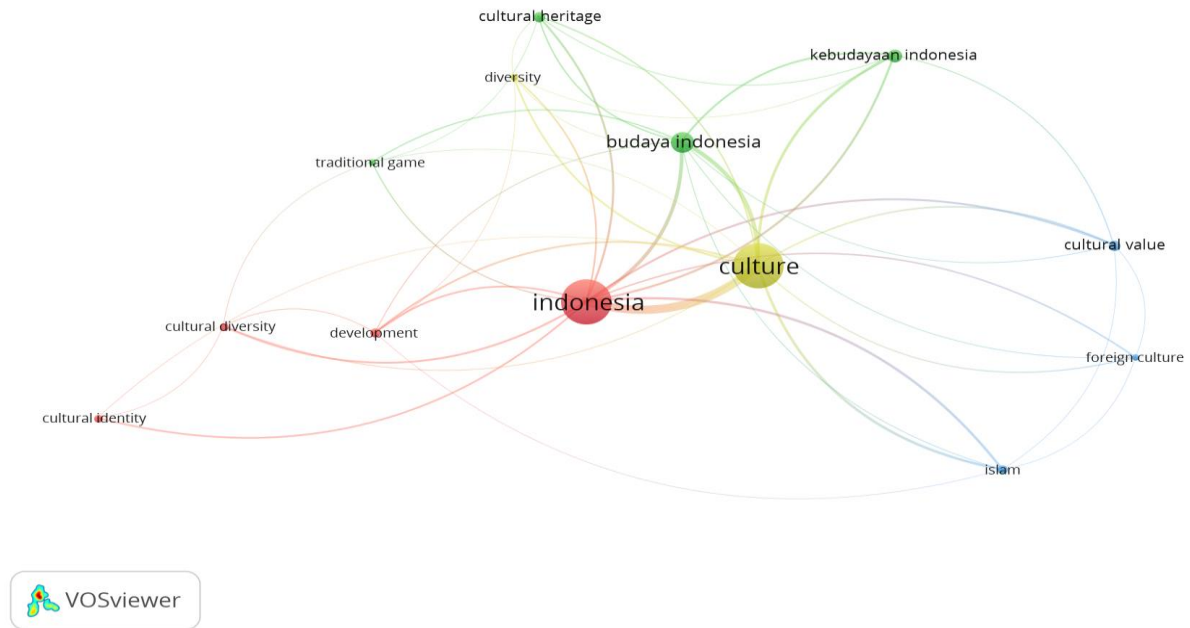 cultural heritage
kebudayaan indonesia
diversity
budaya indonesia
traditional game
cultural value
culture
indonesia
cultural diversity
development
foreign culture
cultural identity
islam
VOSviewer